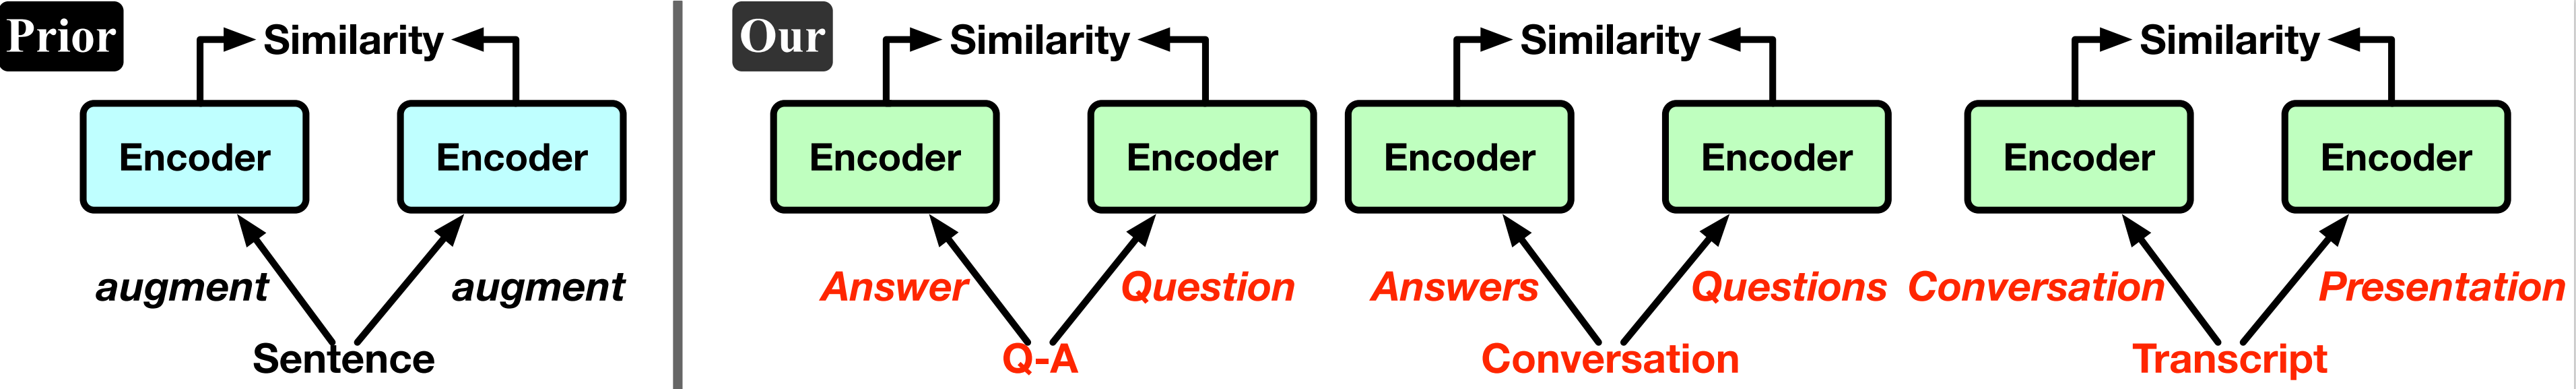 Prior
Similarity
Encoder Encoder
augment augment
Sentence
Our
Similarity
Encoder Encoder
Answer Question
Q-A
Similarity
Encoder Encoder
Answers Questions
Conversation
Similarity
Encoder Encoder
Conversation Presentation
Transcript